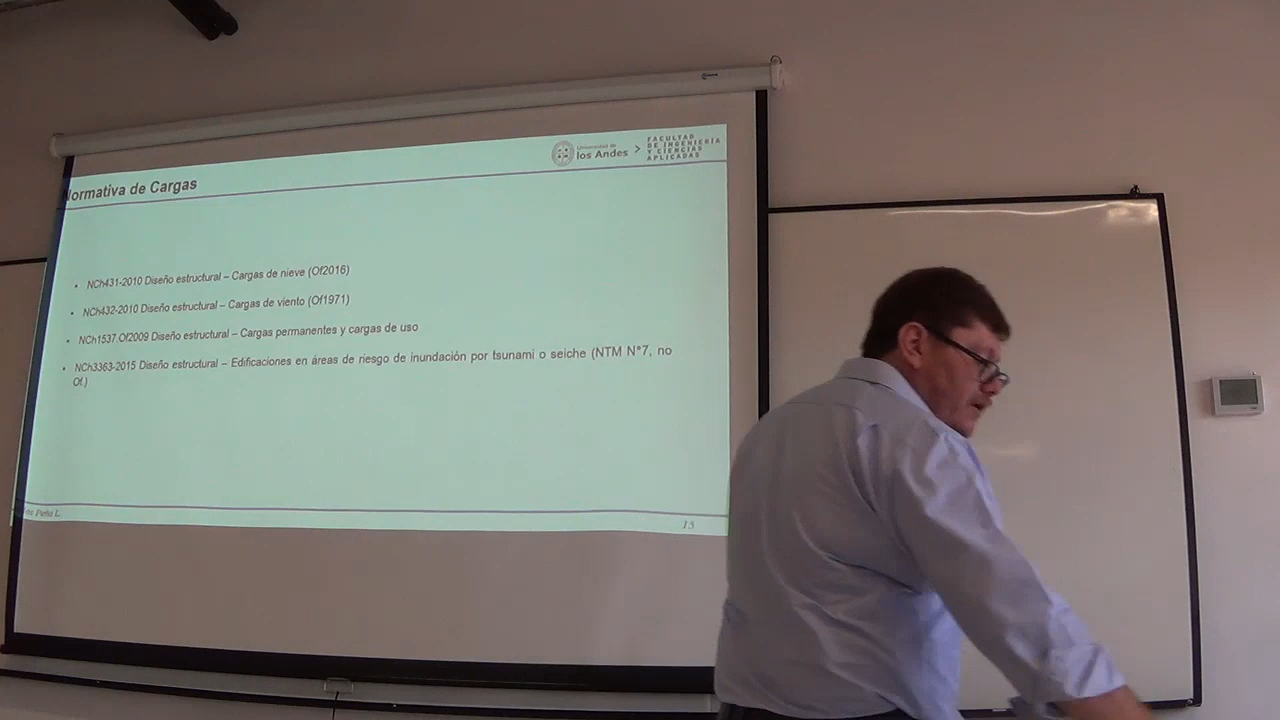 Universidad de
los Andes
FACULTAD
DE INGENIERÍA
Y CIENCIAS
APLICADAS
Normativa de Cargas
NCh431-2010 Diseño estructural – Cargas de nieve (Of2016)
NCh432-2010 Diseño estructural – Cargas de viento (Of1971)
NCh1537.Of2009 Diseño estructural – Cargas permanentes y cargas de uso
NCh3363-2015 Diseño estructural – Edificaciones en áreas de riesgo de inundación por tsunami o seiche (NTM N°7, no
Of.)
Peña L.
15